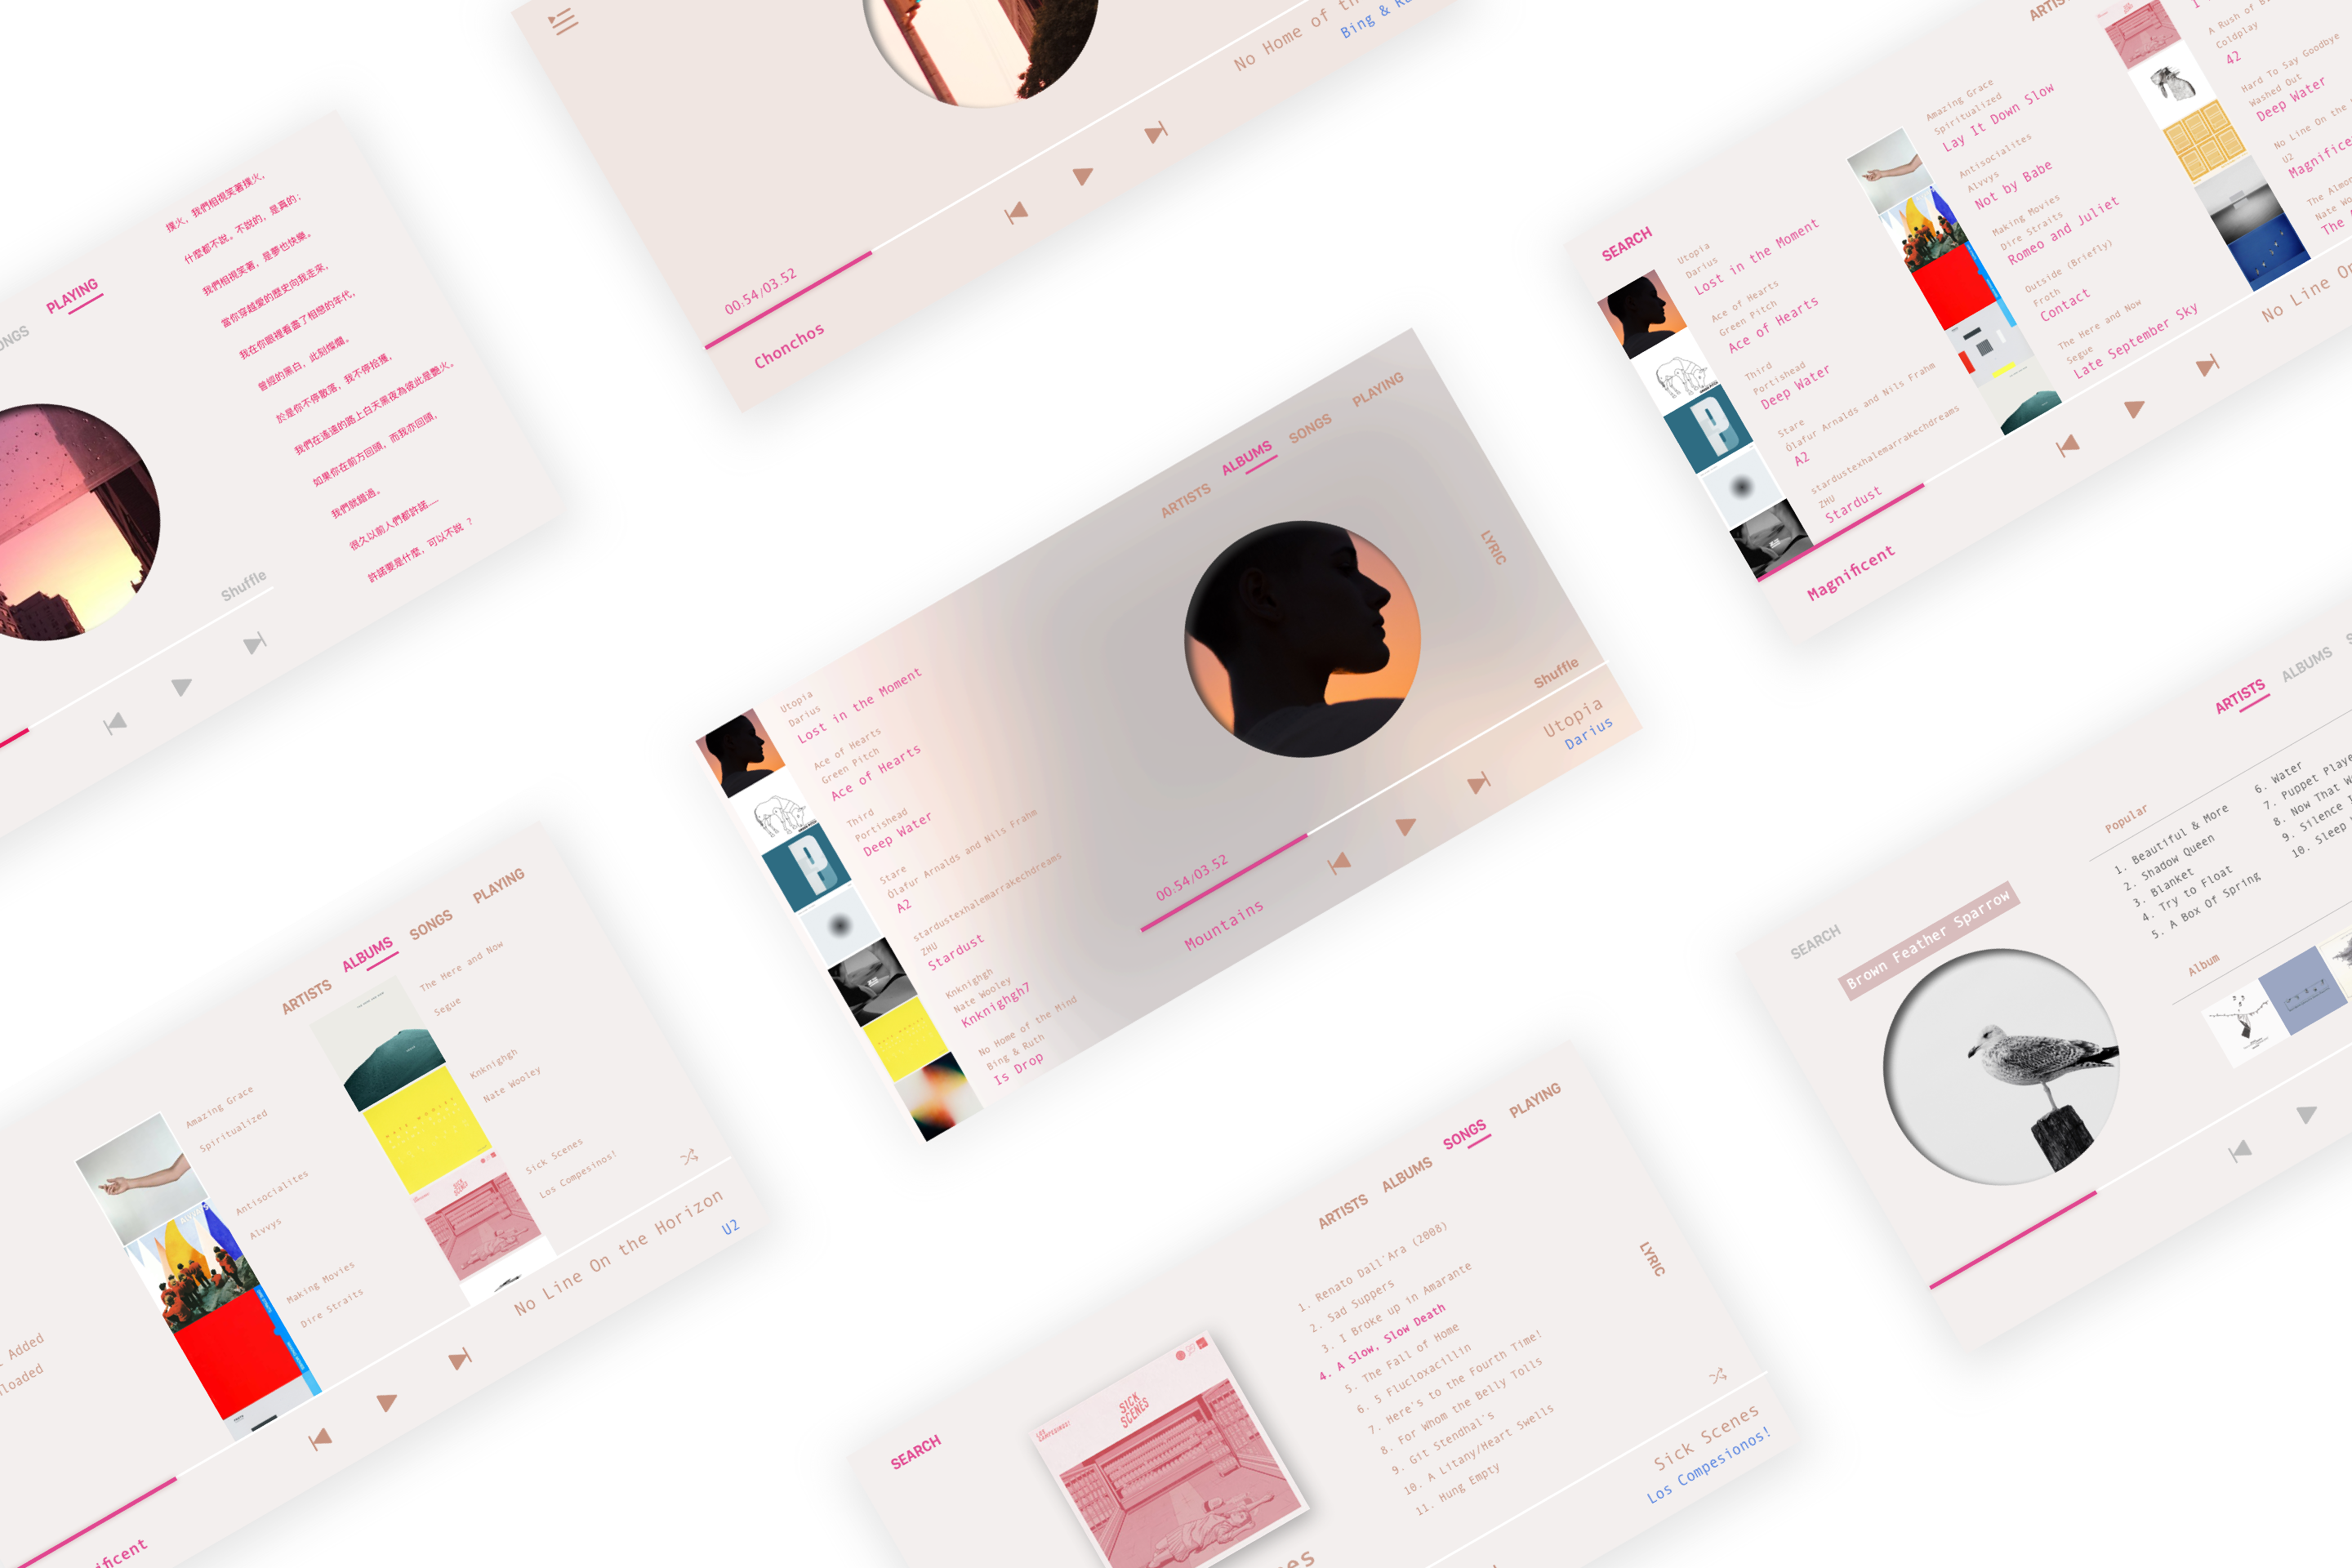 PLAYING
撲火，我們相視笑著撲火，
什麼都不說。不說的，是真的；
我們相視笑著，是夢也快樂。
當你穿越愛的歷史向我走來，
我在你眼裡看盡了相戀的年代，
曾經的黑白，此刻燦爛。
於是你不停散落，我不停拾獲，
我們在遙遠的路上白天黑夜為彼此是艷火。
如果你在前方回頭，而我亦回頭，
我們就錯過。
很久以前人們都許諾……
許諾要是什麼，可以不說？
Shuffle
No Home of th
Bing & Ru
00:54/03.52
Chonchos
SEARCH
Utopia
Darius
Lost in the Moment
Ace of Hearts
Green Pitch
Ace of Hearts
Third
Portishead
Deep Water
Stare
Ólafur Arnalds and Nils Frahm
A2
stardustexhalemarrakechdreams
ZHU
Stardust
Amazing Grace
Spiritualized
Lay It Down Slow
Antisocialites
Alvvys
Not by Babe
Making Movies
Dire Straits
Romeo and Juliet
Outside (Briefly)
Froth
Contact
The Here and Now
Segue
Late September Sky
A Rush of B
Coldplay
42
Hard To Say Goodbye
Washed Out
Deep Water
No Line On the
U2
Magnifice
The Almo
Nate Wo
The
No Line On
Magnificent
ARTISTS
ALBUMS
SONGS
PLAYING
LYRIC
Utopia
Darius
Lost in the Moment
Ace of Hearts
Green Pitch
Ace of Hearts
Third
Portishead
Deep Water
Stare
Ólafur Arnalds and Nils Frahm
A2
stardustexhalemarrakechdreams
ZHU
Stardust
Knknighgh
Nate Wooley
Knknighgh7
No Home of the Mind
Bing & Ruth
Is Drop
Shuffle
Utopia
Darius
00:54/03.52
Mountains
ARTISTS
ALBUMS
SONGS
PLAYING
Amazing Grace
Spiritualized
Antisocialites
Alvvys
Making Movies
Dire Straits
The Here and Now
Segue
Knknighgh
Nate Wooley
Sick Scenes
Los Compesinos!
Added
loaded
No Line On the Horizon
U2
ificent
ARTISTS
ALBUMS
SONGS
PLAYING
SEARCH
SICK
SCENES
LYRIC
1. Renato Dall'Ara (2008)
2. Sad Suppers
3. I Broke up in Amarante
4. A Slow, Slow Death
5. The Fall of Home
6. 5 Flucloxacillin
7. Here's to the Fourth Time!
8. For Whom the Belly Tolls
9. Git Stendhal's
10. A Litany/Heart Swells
11. Hung Empty
Sick Scenes
Los Compesionos!
ARTISTS
ALBUMS
SEARCH
Brown Feather Sparrow
Popular
1. Beaut1ful & More
2. Shadow Queen
3. Blanket
4. Try to Float
5. A Box Of Spring
6. Water
7. Puppet Playe
8. Now That W
9. Silence I
10. Sleep
Album